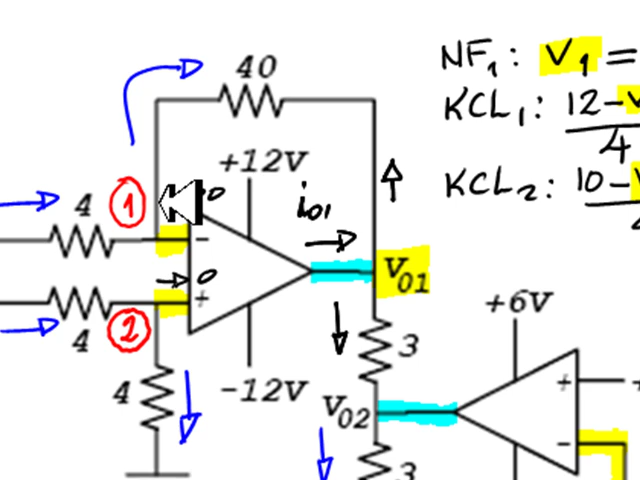 40
NF1: V1 =
KCL1: 12-V
4
KCL2: 10-V
+12V
io1
4
1
0
-
V01
0
+
4
2
+6V
3
4
-12V
V02
+
-
3